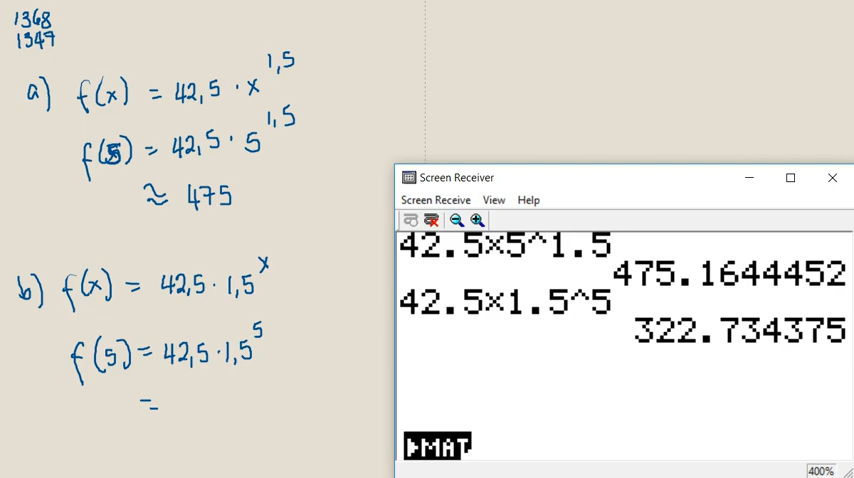 1368
1347
a) f(x) = 42,5 · x^1,5
f(5) = 42,5 · 5^1,5
≈ 475
b) f(x) = 42,5 · 1,5^x
f(5) = 42,5 · 1,5^5
=
Screen Receiver
Screen Receive View Help
42.5×5^1.5
475.1644452
42.5×1.5^5
322.734375
►MAT
400%